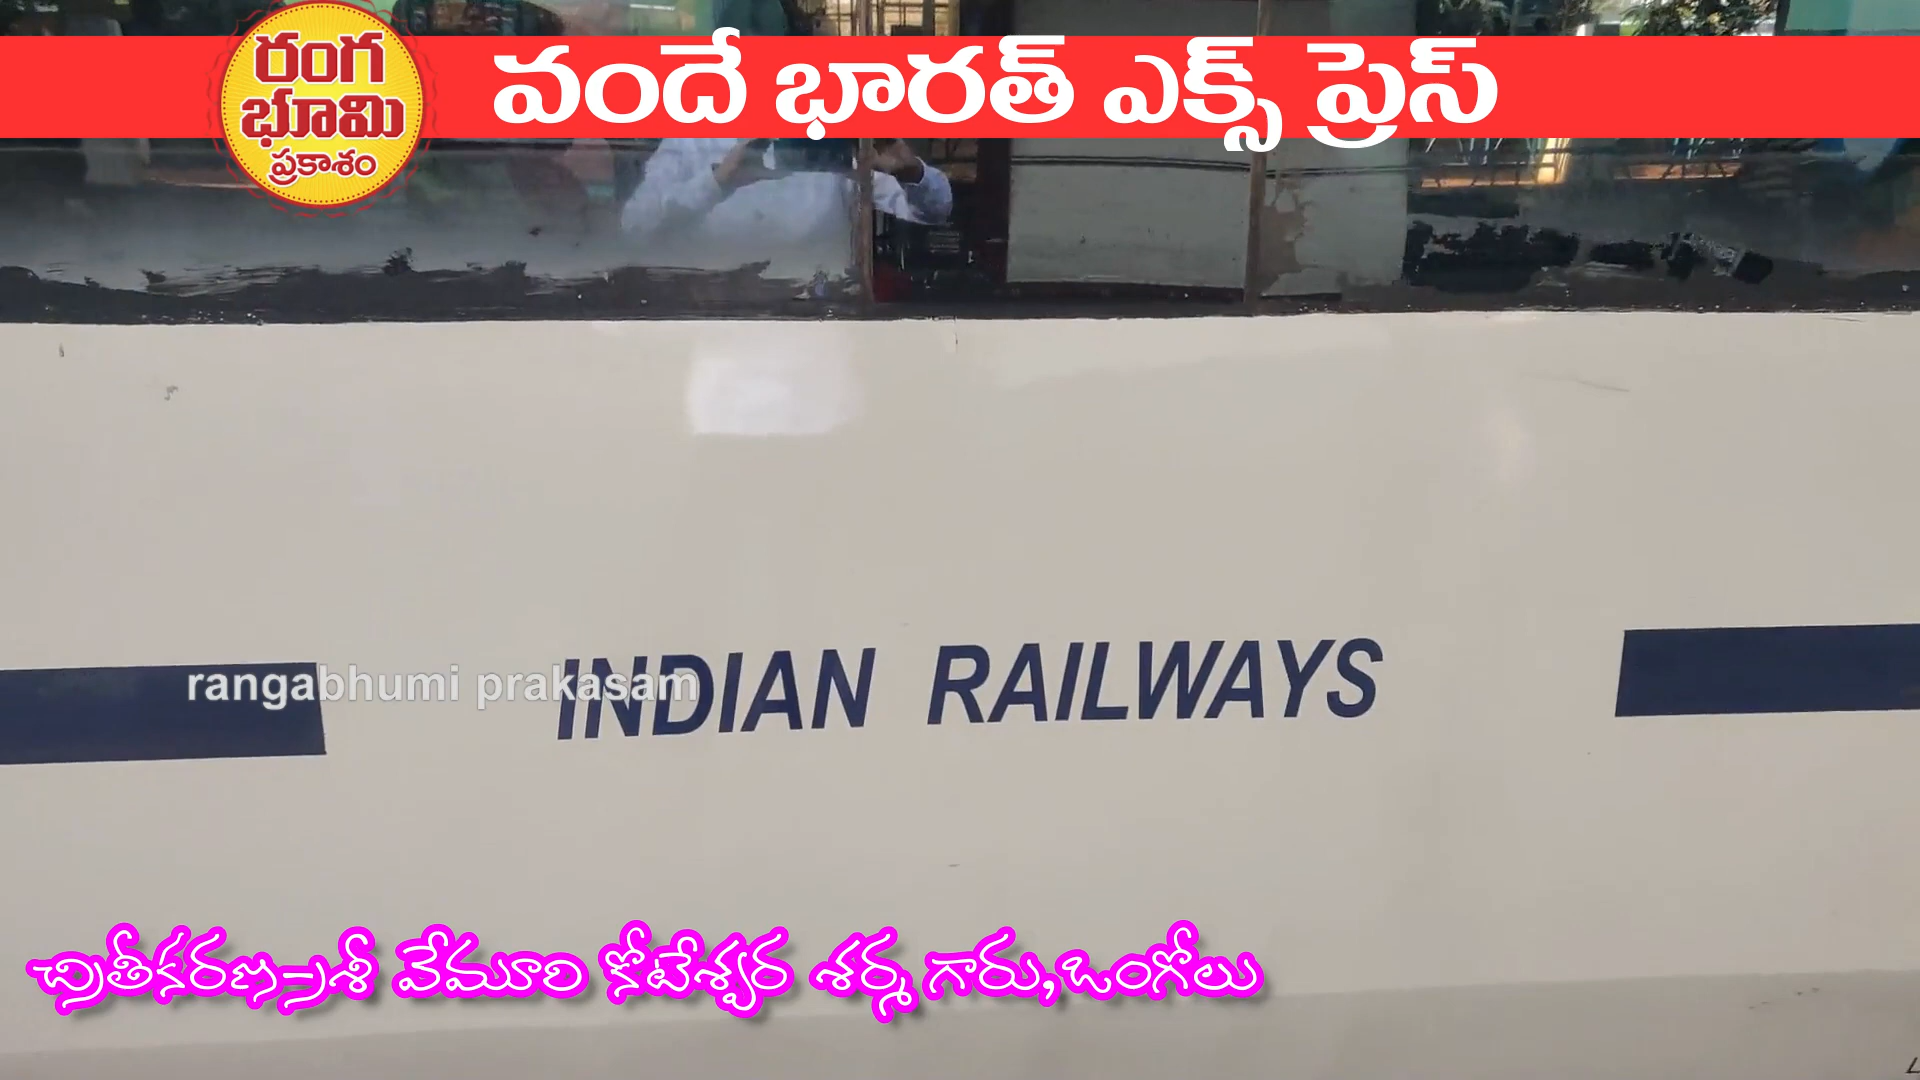 రంగ
భూమి
ప్రకాశం
వందే భారత్ ఎక్స్ ప్రెస్
INDIAN RAILWAYS
rangabhumi prakasam
చిత్రీకరణ=శ్రీ వేమూరి కోటేశ్వర శర్మ గారు,ఒంగోలు